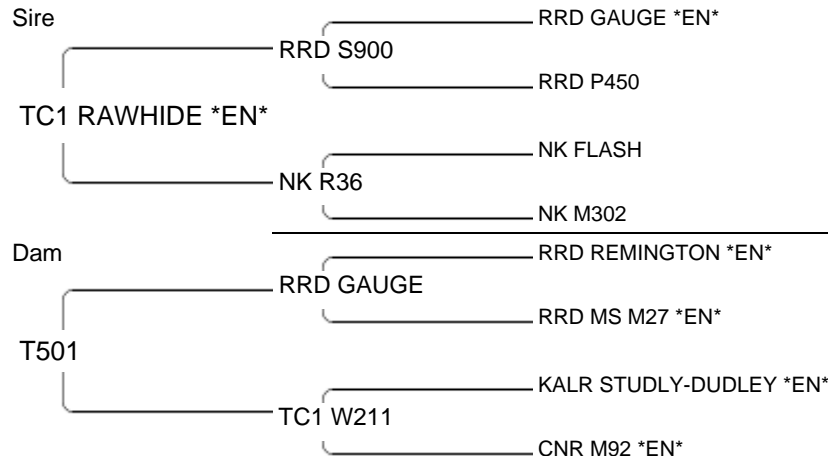 Sire
RRD GAUGE *EN*
RRD S900
RRD P450
TC1 RAWHIDE *EN*
NK FLASH
NK R36
NK M302
Dam
RRD REMINGTON *EN*
RRD GAUGE
RRD MS M27 *EN*
T501
KALR STUDLY-DUDLEY *EN*
TC1 W211
CNR M92 *EN*